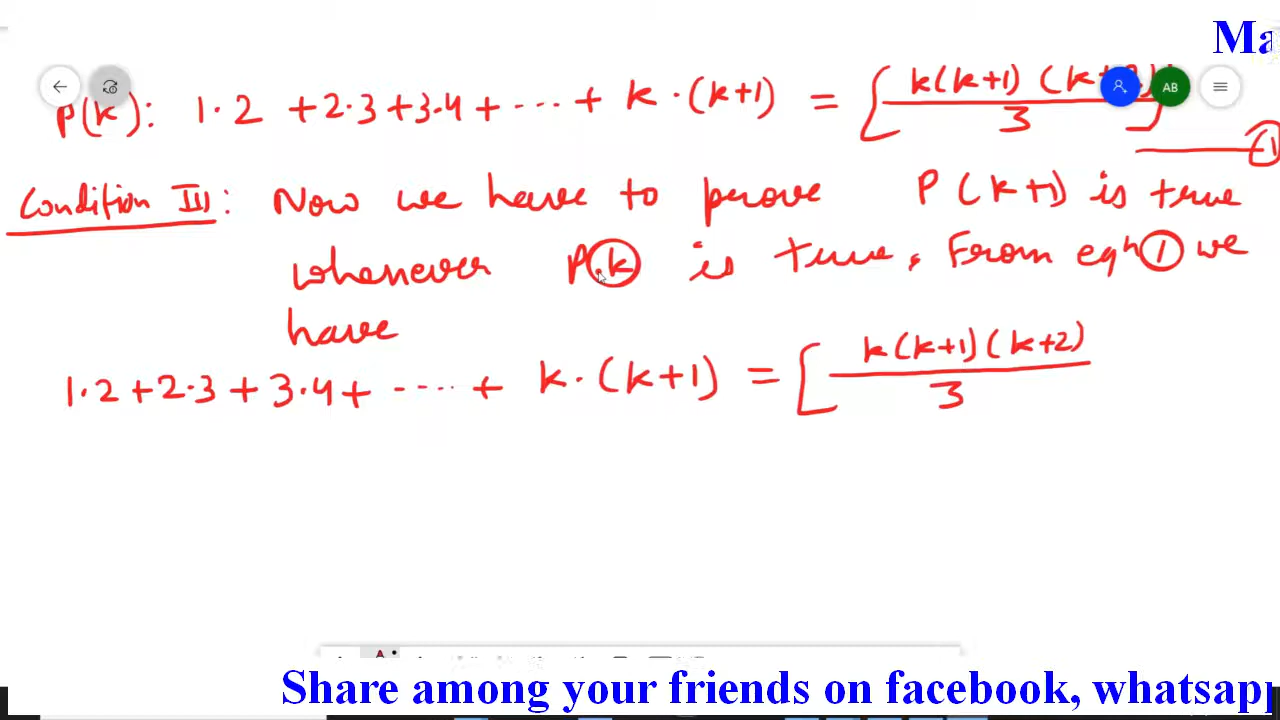 Ma
P(k): 1·2 +2·3+3·4+ ···· + k·(k+1) = [k(k+1)(k+2)/3]
AB
1
Condition III: Now we have to prove P(k+1) is true
whenever P.k is true. From eqn 1 we
have
1·2+2·3+3·4+ ····+ k·(k+1) = [k(k+1)(k+2)/3
Share among your friends on facebook, whatsapp